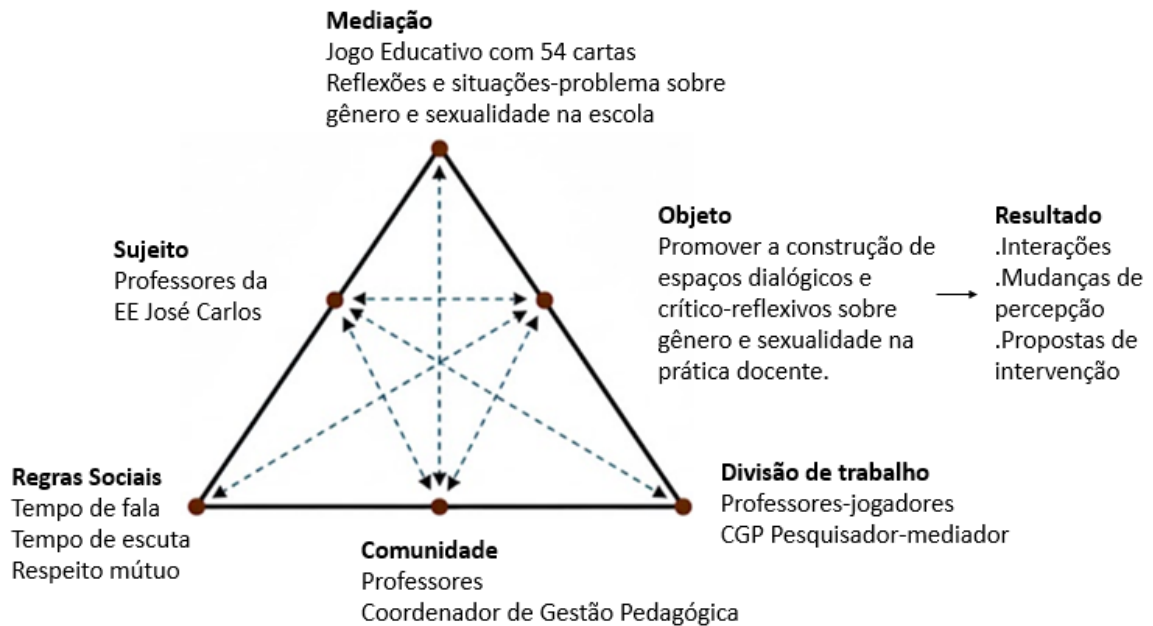 Mediação
Jogo Educativo com 54 cartas
Reflexões e situações-problema sobre
gênero e sexualidade na escola
Sujeito
Professores da
EE José Carlos
Objeto
Promover a construção de
espaços dialógicos e
crítico-reflexivos sobre
gênero e sexualidade na
prática docente.
Resultado
.Interações
.Mudanças de
percepção
.Propostas de
intervenção
Regras Sociais
Tempo de fala
Tempo de escuta
Respeito mútuo
Comunidade
Professores
Coordenador de Gestão Pedagógica
Divisão de trabalho
Professores-jogadores
CGP Pesquisador-mediador